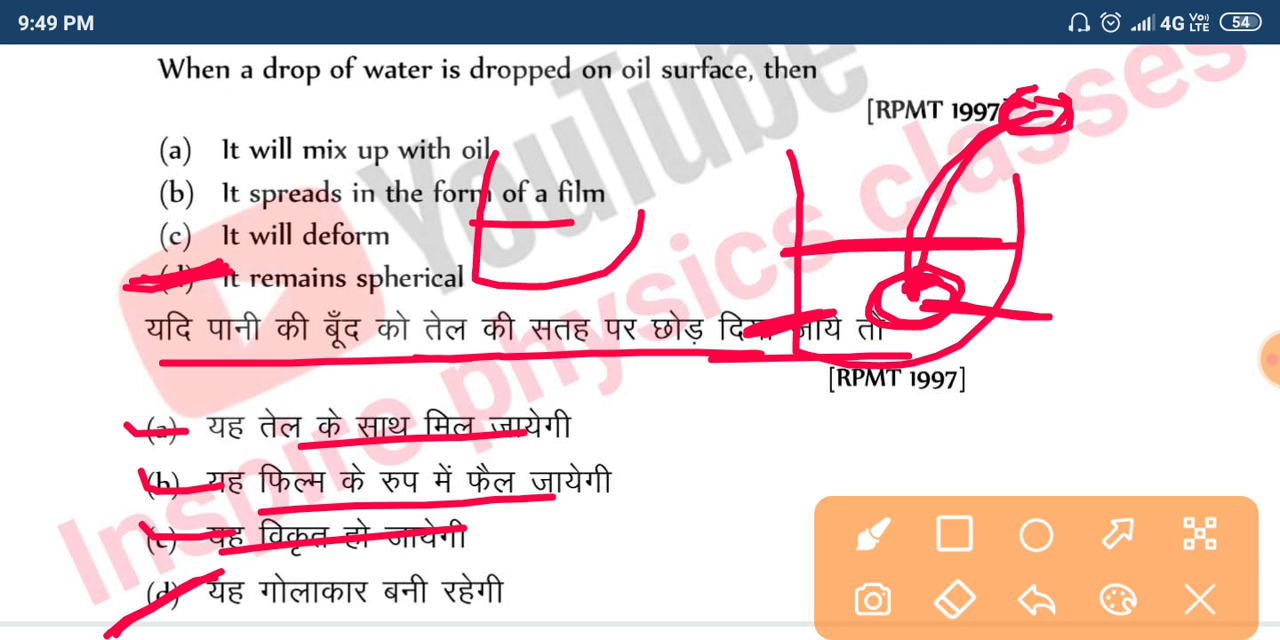 9:49 PM 4G Vo) LTE 54
When a drop of water is dropped on oil surface, then
[RPMT 1997]
(a) It will mix up with oil
(b) It spreads in the form of a film
(c) It will deform
(d) It remains spherical
यदि पानी की बूँद को तेल की सतह पर छोड़ दिया जाये तो
[RPMT 1997]
(a) यह तेल के साथ मिल जायेगी
(b) यह फिल्म के रुप में फैल जायेगी
(c) यह विकृत हो जायेगी
(d) यह गोलाकार बनी रहेगी
YouTube
Inspire physics classes